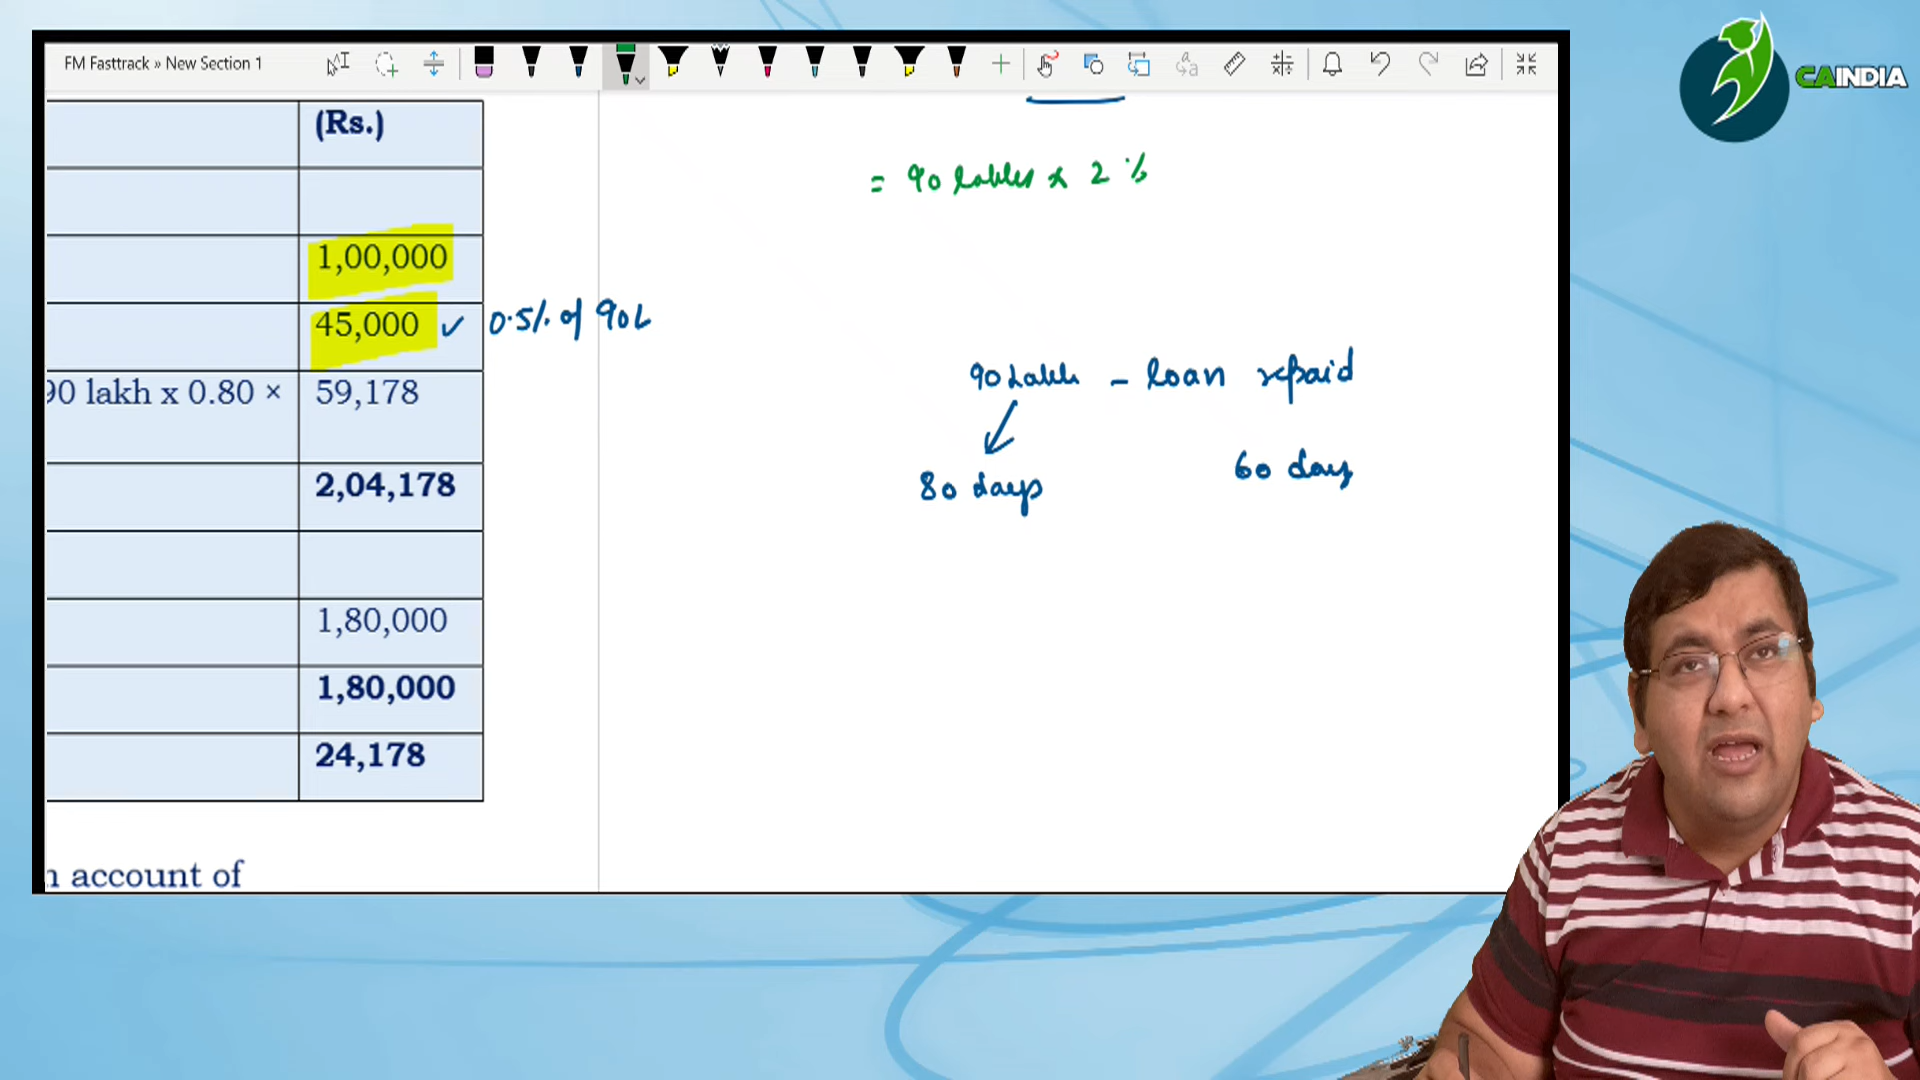 FM Fasttrack » New Section 1
CAINDIA
(Rs.)
= 90 lakhs x 2 %
1,00,000
45,000 ✓ 0.5% of 90L
90 lakh x 0.80 × 59,178
90 Lakh - loan repaid
80 days 60 days
2,04,178
1,80,000
1,80,000
24,178
account of